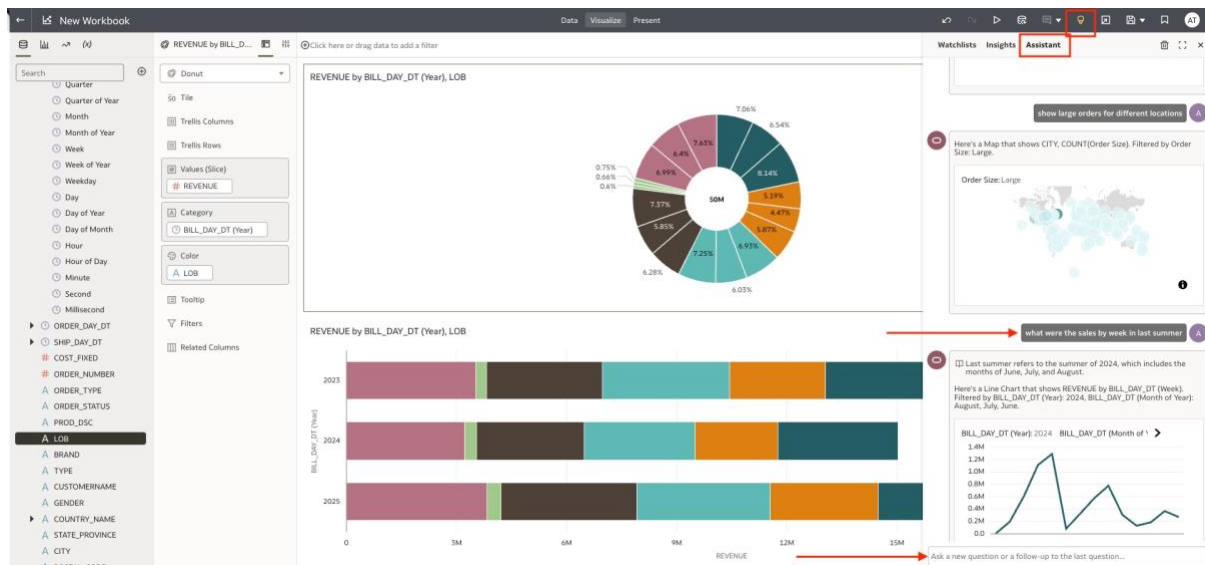 New Workbook
Data Visualize Present
AT
Search
Quarter
Quarter of Year
Month
Month of Year
Week
Week of Year
Weekday
Day
Day of Year
Day of Month
Hour
Hour of Day
Minute
Second
Millisecond
ORDER_DAY_DT
SHIP_DAY_DT
# COST_FIXED
# ORDER_NUMBER
A ORDER_TYPE
A ORDER_STATUS
A PROD_DSC
A LOB
A BRAND
A TYPE
A CUSTOMERNAME
A GENDER
A COUNTRY_NAME
A STATE_PROVINCE
A CITY
REVENUE by BILL_D...
Donut
Tile
Trellis Columns
Trellis Rows
Values (Slice)
# REVENUE
Category
BILL_DAY_DT (Year)
Color
A LOB
Tooltip
Filters
Related Columns
Click here or drag data to add a filter
REVENUE by BILL_DAY_DT (Year), LOB
7.06%
6.54%
8.14%
5.19%
4.47%
5.87%
6.93%
6.03%
7.25%
6.28%
5.85%
7.37%
0.6%
0.66%
0.75%
6.99%
6.4%
7.63%
50M
REVENUE by BILL_DAY_DT (Year), LOB
BILL_DAY_DT (Year)
2023
2024
2025
0 3M 6M 9M 12M 15M
REVENUE
Watchlists Insights Assistant
show large orders for different locations
A
Here's a Map that shows CITY, COUNT(Order Size). Filtered by Order
Size: Large.
Order Size: Large
what were the sales by week in last summer
A
Last summer refers to the summer of 2024, which includes the
months of June, July, and August.
Here's a Line Chart that shows REVENUE by BILL_DAY_DT (Week).
Filtered by BILL_DAY_DT (Year): 2024, BILL_DAY_DT (Month of Year):
August, July, June.
BILL_DAY_DT (Year): 2024 BILL_DAY_DT (Month of
1.4M
1.2M
1.0M
0.8M
0.6M
0.4M
0.2M
0.0
Ask a new question or a follow-up to the last question...